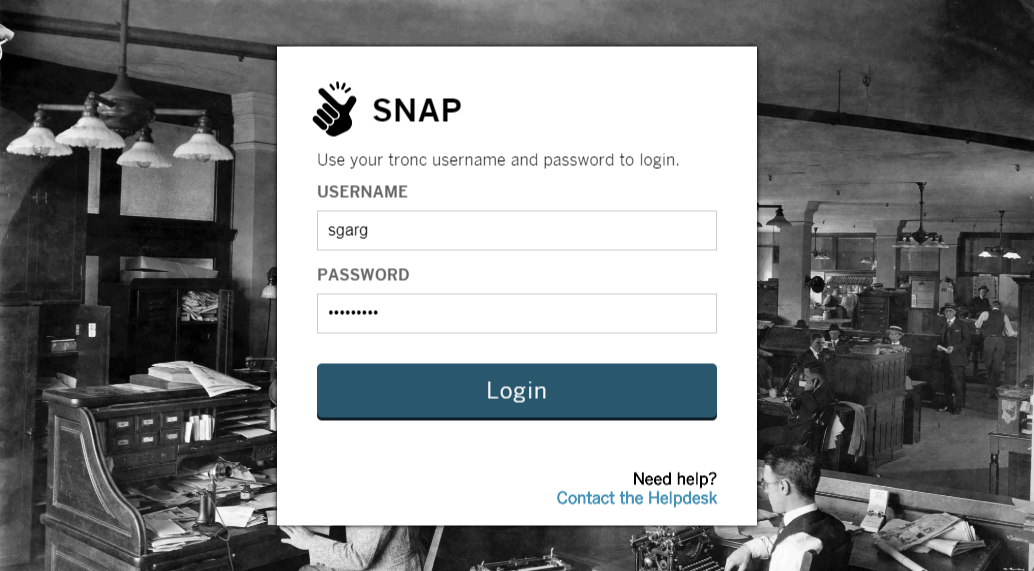 SNAP
Use your tronc username and password to login.
USERNAME
sgarg
PASSWORD
•••••••••
Login
Need help?
Contact the Helpdesk